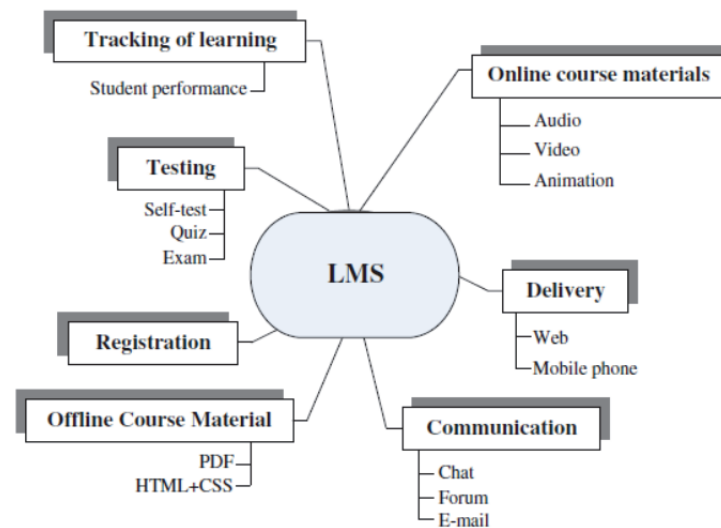 Tracking of learning
Student performance
Online course materials
Audio
Video
Animation
Testing
Self-test
Quiz
Exam
LMS
Delivery
Web
Mobile phone
Registration
Offline Course Material
PDF
HTML+CSS
Communication
Chat
Forum
E-mail